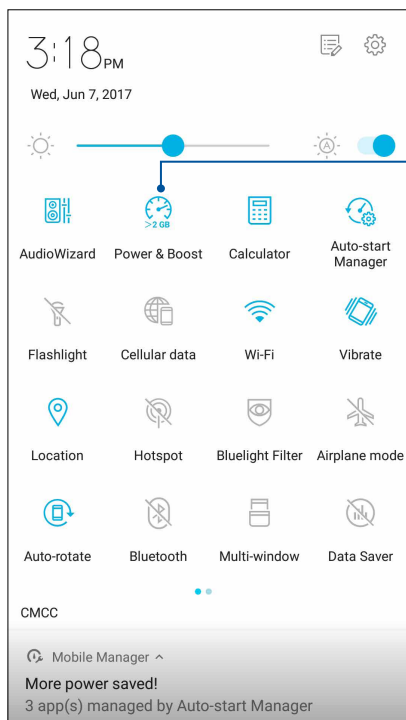 3:18PM
Wed, Jun 7, 2017
A
>2 GB
AudioWizard Power & Boost Calculator Auto-start Manager
Flashlight Cellular data Wi-Fi Vibrate
Location Hotspot Bluelight Filter Airplane mode
Auto-rotate Bluetooth Multi-window Data Saver
CMCC
Mobile Manager
More power saved!
3 app(s) managed by Auto-start Manager